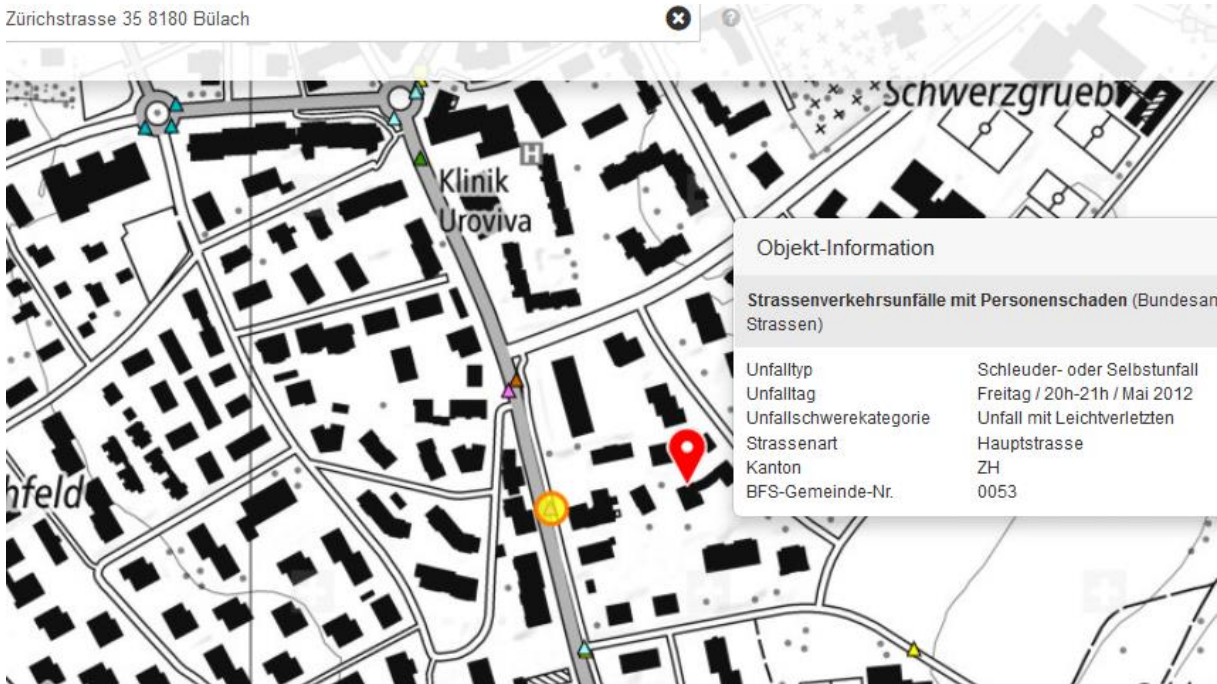 Zürichstrasse 35 8180 Bülach
Schwerzgrueb
H
Klinik
Uroviva
hfeld
Objekt-Information
Strassenverkehrsunfälle mit Personenschaden (Bundesam
Strassen)
Unfalltyp Schleuder- oder Selbstunfall
Unfalltag Freitag / 20h-21h / Mai 2012
Unfallschwerekategorie Unfall mit Leichtverletzten
Strassenart Hauptstrasse
Kanton ZH
BFS-Gemeinde-Nr. 0053